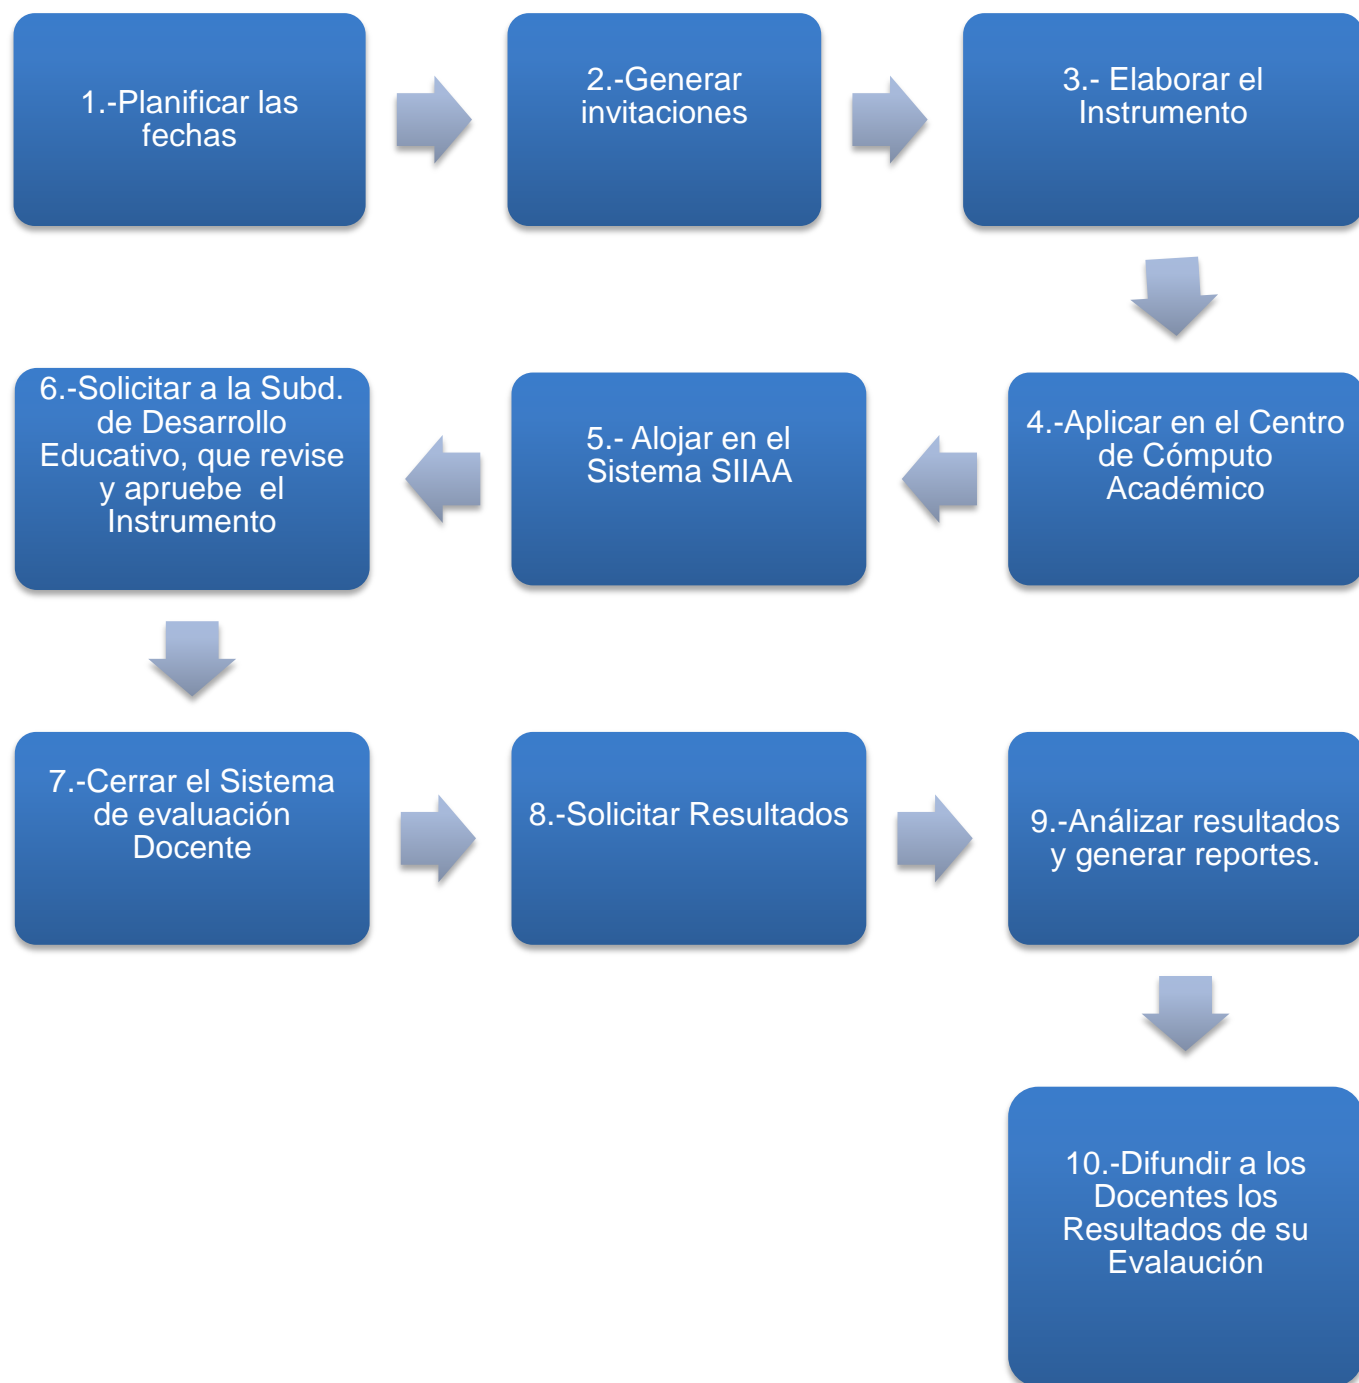 1.-Planificar las
fechas
2.-Generar
invitaciones
3.- Elaborar el
Instrumento
4.-Aplicar en el Centro
de Cómputo
Académico
5.- Alojar en el
Sistema SIIAA
6.-Solicitar a la Subd.
de Desarrollo
Educativo, que revise
y apruebe  el
Instrumento
7.-Cerrar el Sistema
de evaluación
Docente
8.-Solicitar Resultados
9.-Análizar resultados
y generar reportes.
10.-Difundir a los
Docentes los
Resultados de su
Evalaución